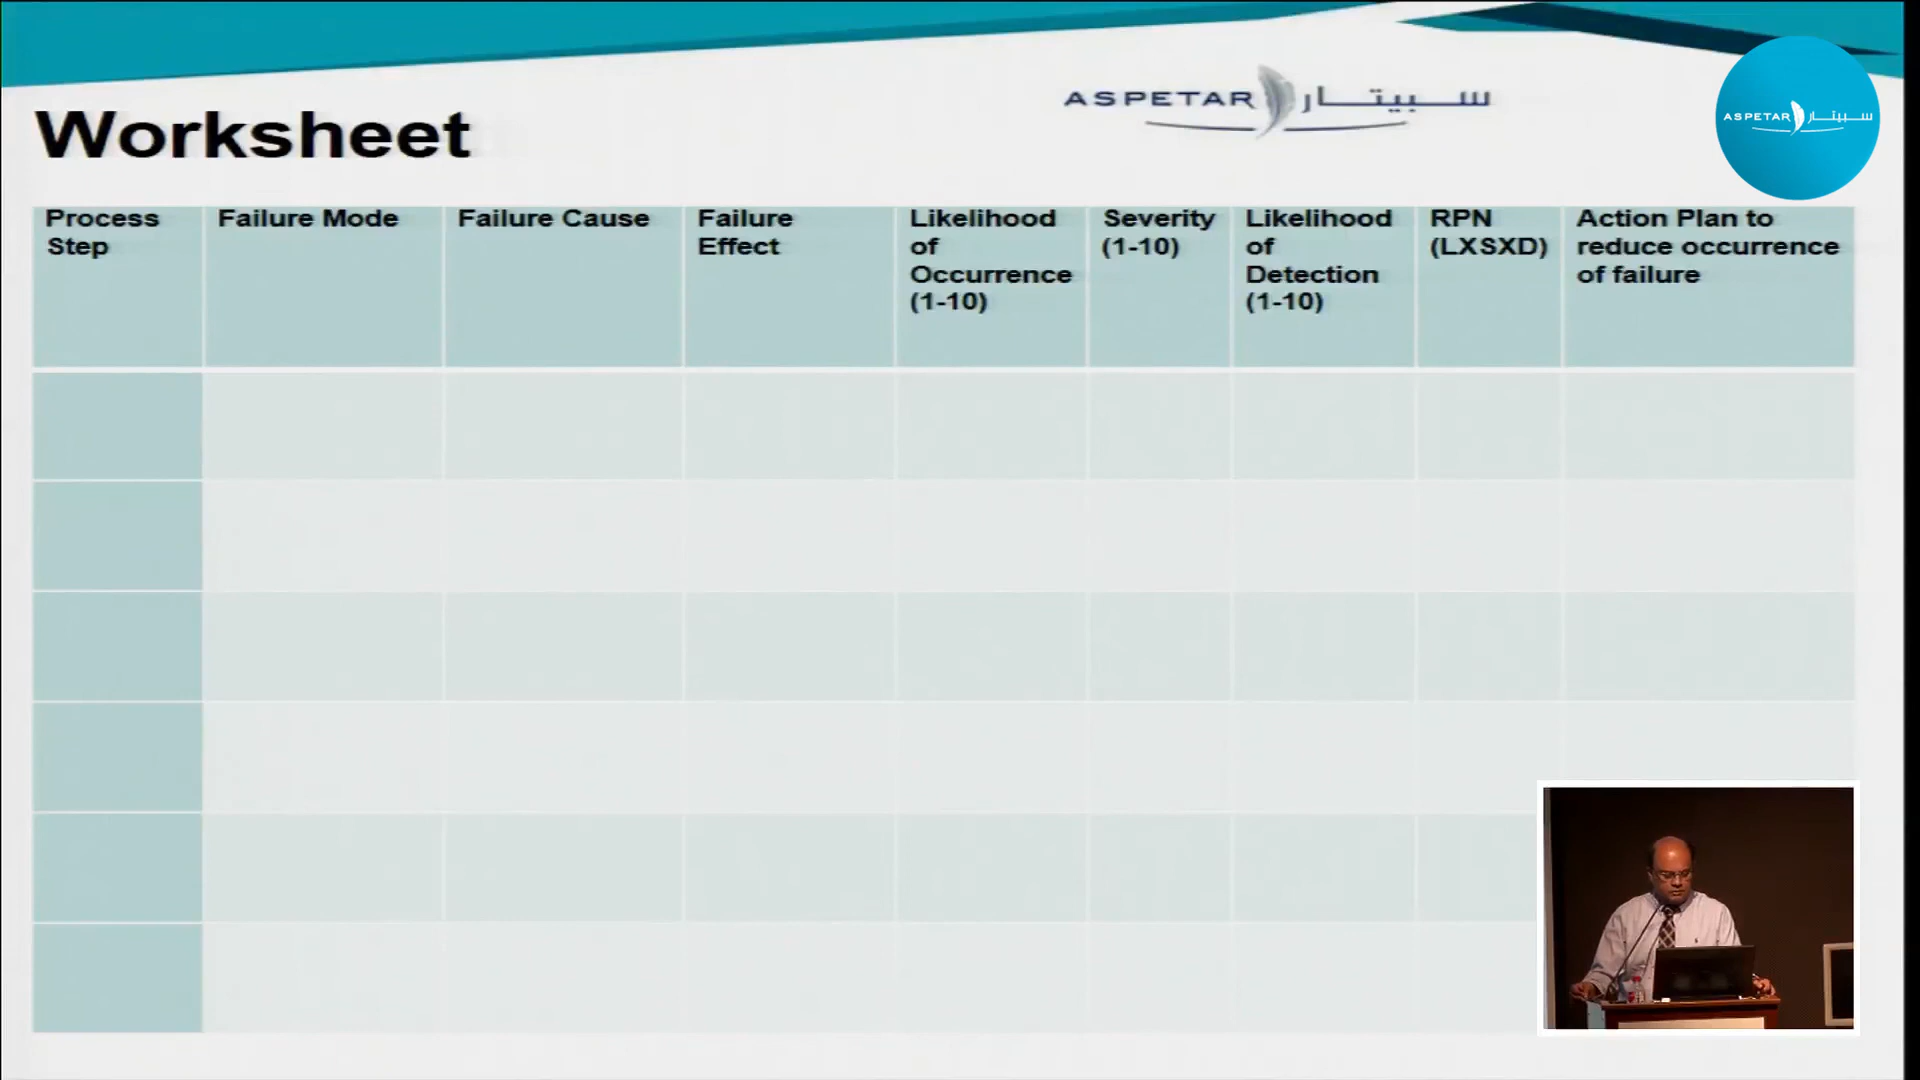 ASPETAR سبيتار
ASPETAR سبيتار
Worksheet
Process
Step
Failure Mode
Failure Cause
Failure
Effect
Likelihood
of
Occurrence
(1-10)
Severity
(1-10)
Likelihood
of
Detection
(1-10)
RPN
(LXSXD)
Action Plan to
reduce occurrence
of failure